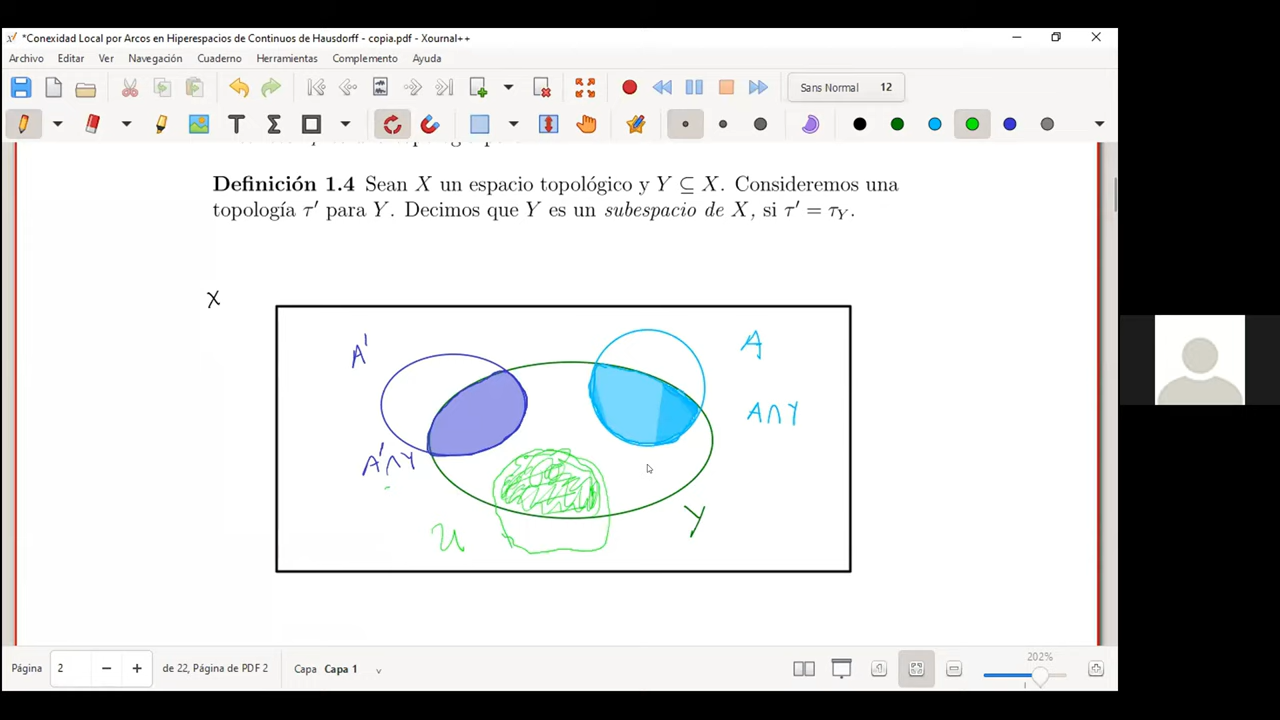 *Conexidad Local por Arcos en Hiperespacios de Continuos de Hausdorff - copia.pdf - Xournal++
Archivo Editar Ver Navegación Cuaderno Herramientas Complemento Ayuda
Sans Normal 12
Definición 1.4 Sean X un espacio topológico y Y ⊆ X. Consideremos una
topología τ′ para Y. Decimos que Y es un subespacio de X, si τ′ = τ_Y.
X
A'
A
A∩Y
A'∩Y
U
Y
Página 2 de 22, Página de PDF 2 Capa Capa 1 202%